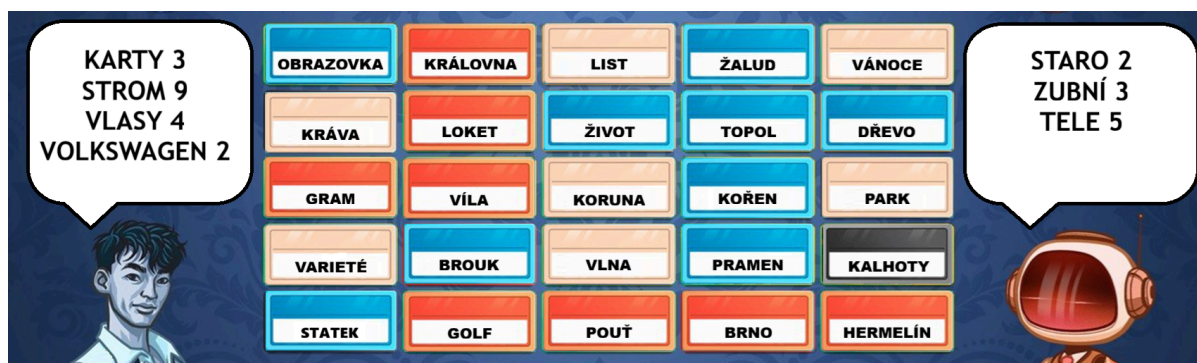 KARTY 3
STROM 9
VLASY 4
VOLKSWAGEN 2
OBRAZOVKA KRÁLOVNA LIST ŽALUD VÁNOCE
KRÁVA LOKET ŽIVOT TOPOL DŘEVO
GRAM VÍLA KORUNA KOŘEN PARK
VARIETÉ BROUK VLNA PRAMEN KALHOTY
STATEK GOLF POUŤ BRNO HERMELÍN
STARO 2
ZUBNÍ 3
TELE 5